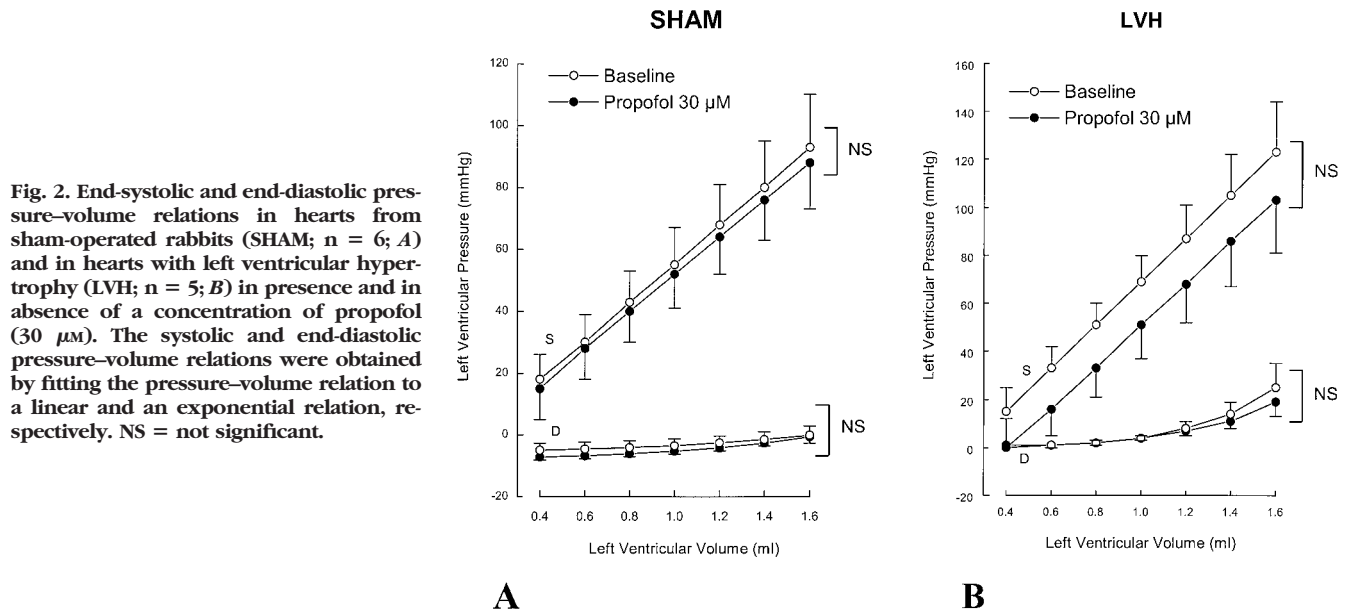 Fig. 2. End-systolic and end-diastolic pres-
sure–volume relations in hearts from
sham-operated rabbits (SHAM; n = 6; A)
and in hearts with left ventricular hyper-
trophy (LVH; n = 5; B) in presence and in
absence of a concentration of propofol
(30 μM). The systolic and end-diastolic
pressure–volume relations were obtained
by fitting the pressure–volume relation to
a linear and an exponential relation, re-
spectively. NS = not significant.
SHAM
Baseline
Propofol 30 μM
Left Ventricular Pressure (mmHg)
120
100
80
60
40
20
0
-20
S
D
NS
NS
0.4 0.6 0.8 1.0 1.2 1.4 1.6
Left Ventricular Volume (ml)
A
LVH
Baseline
Propofol 30 μM
Left Ventricular Pressure (mmHg)
160
140
120
100
80
60
40
20
0
-20
S
D
NS
NS
0.4 0.6 0.8 1.0 1.2 1.4 1.6
Left Ventricular Volume (ml)
B